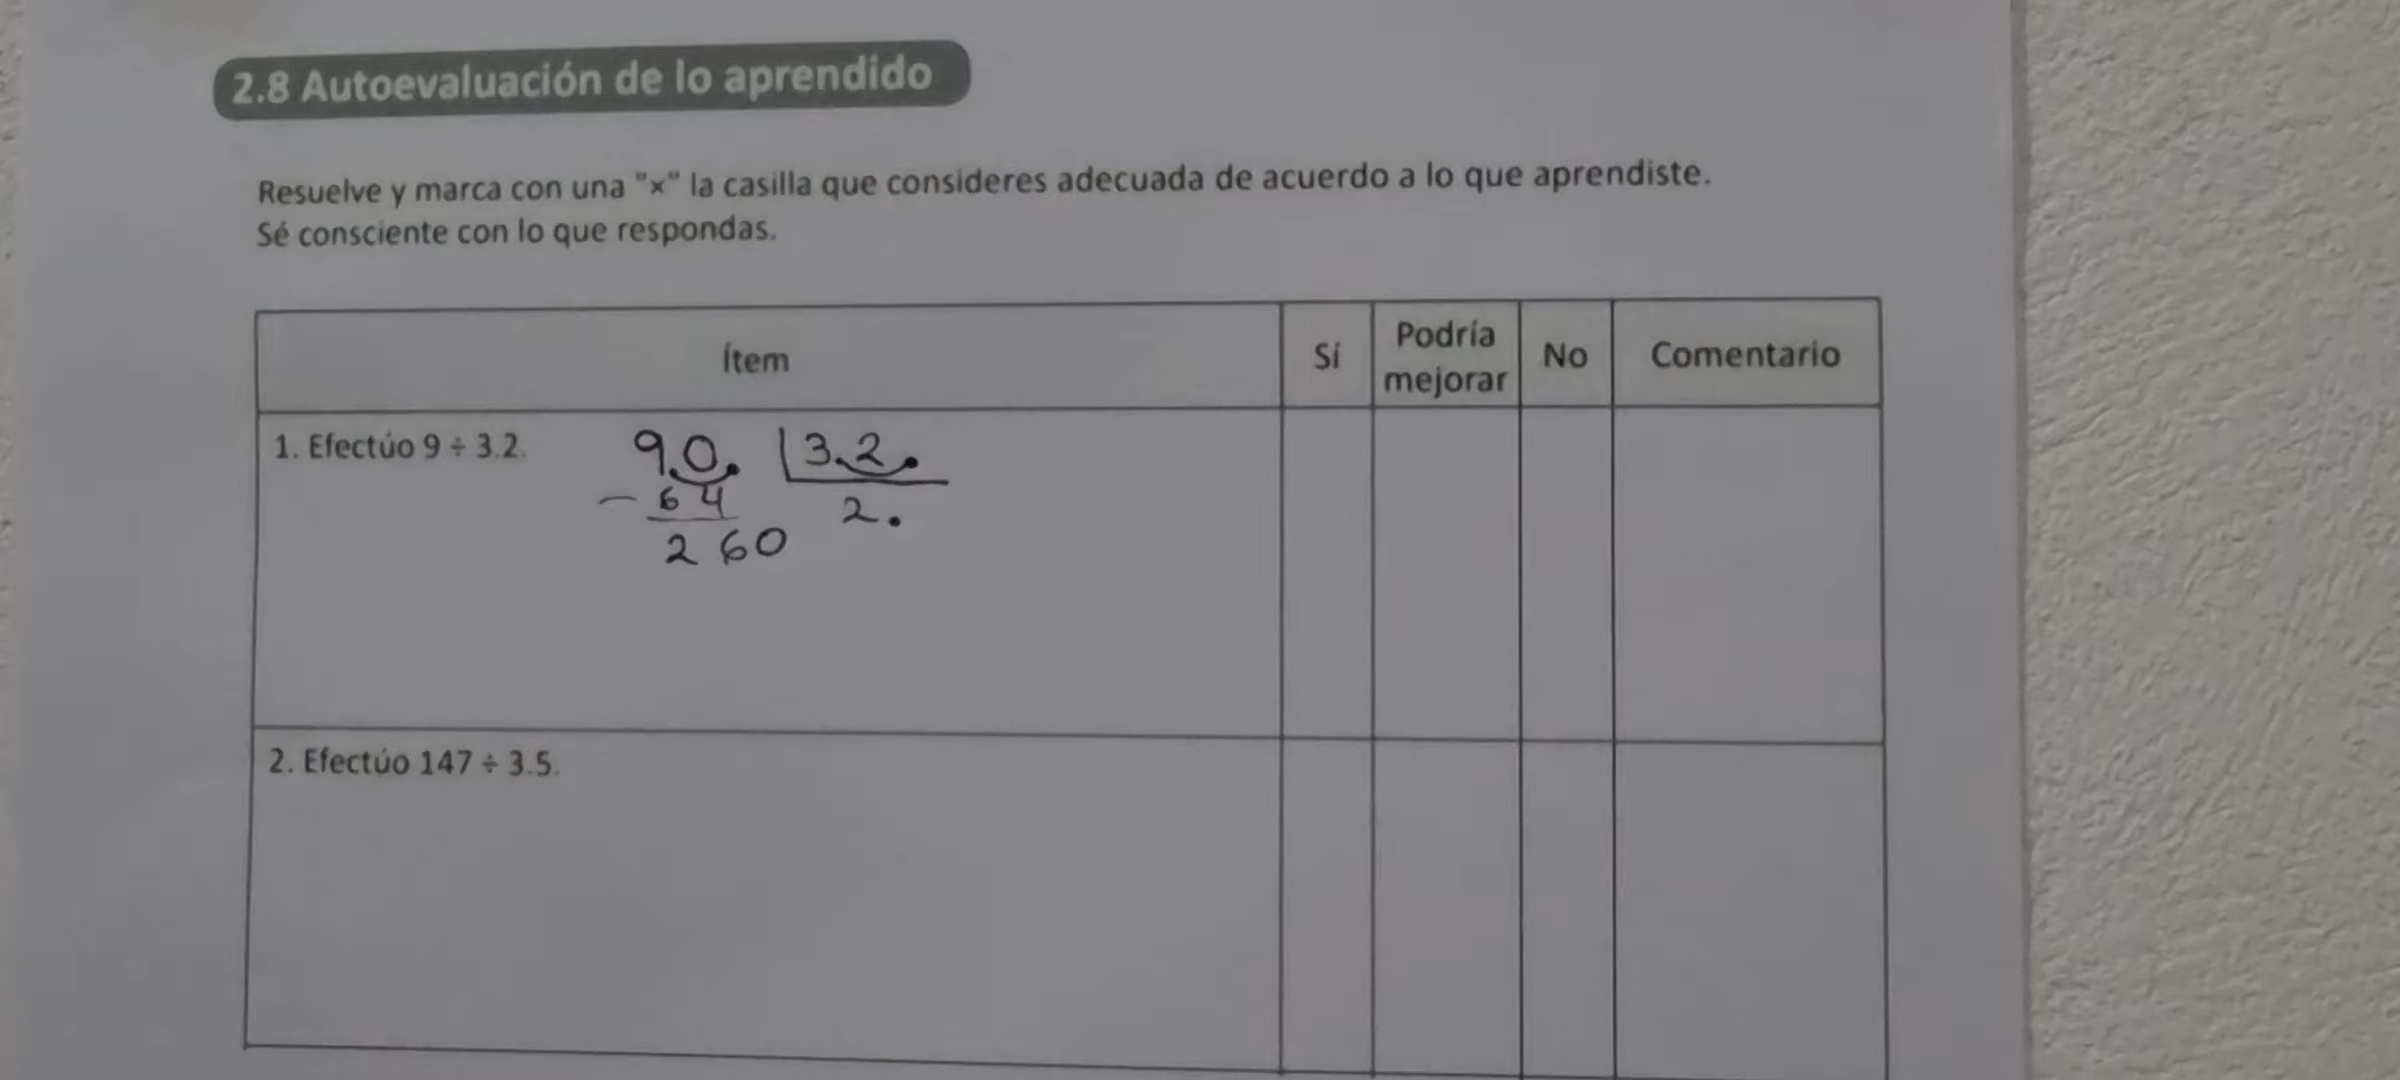 2.8 Autoevaluación de lo aprendido
Resuelve y marca con una "x" la casilla que consideres adecuada de acuerdo a lo que aprendiste.
Sé consciente con lo que respondas.
Ítem
Sí
Podría
mejorar
No
Comentario
1. Efectúo 9 ÷ 3.2.
9.0. 3.2.
- 64
2.
260
2. Efectúo 147 ÷ 3.5.